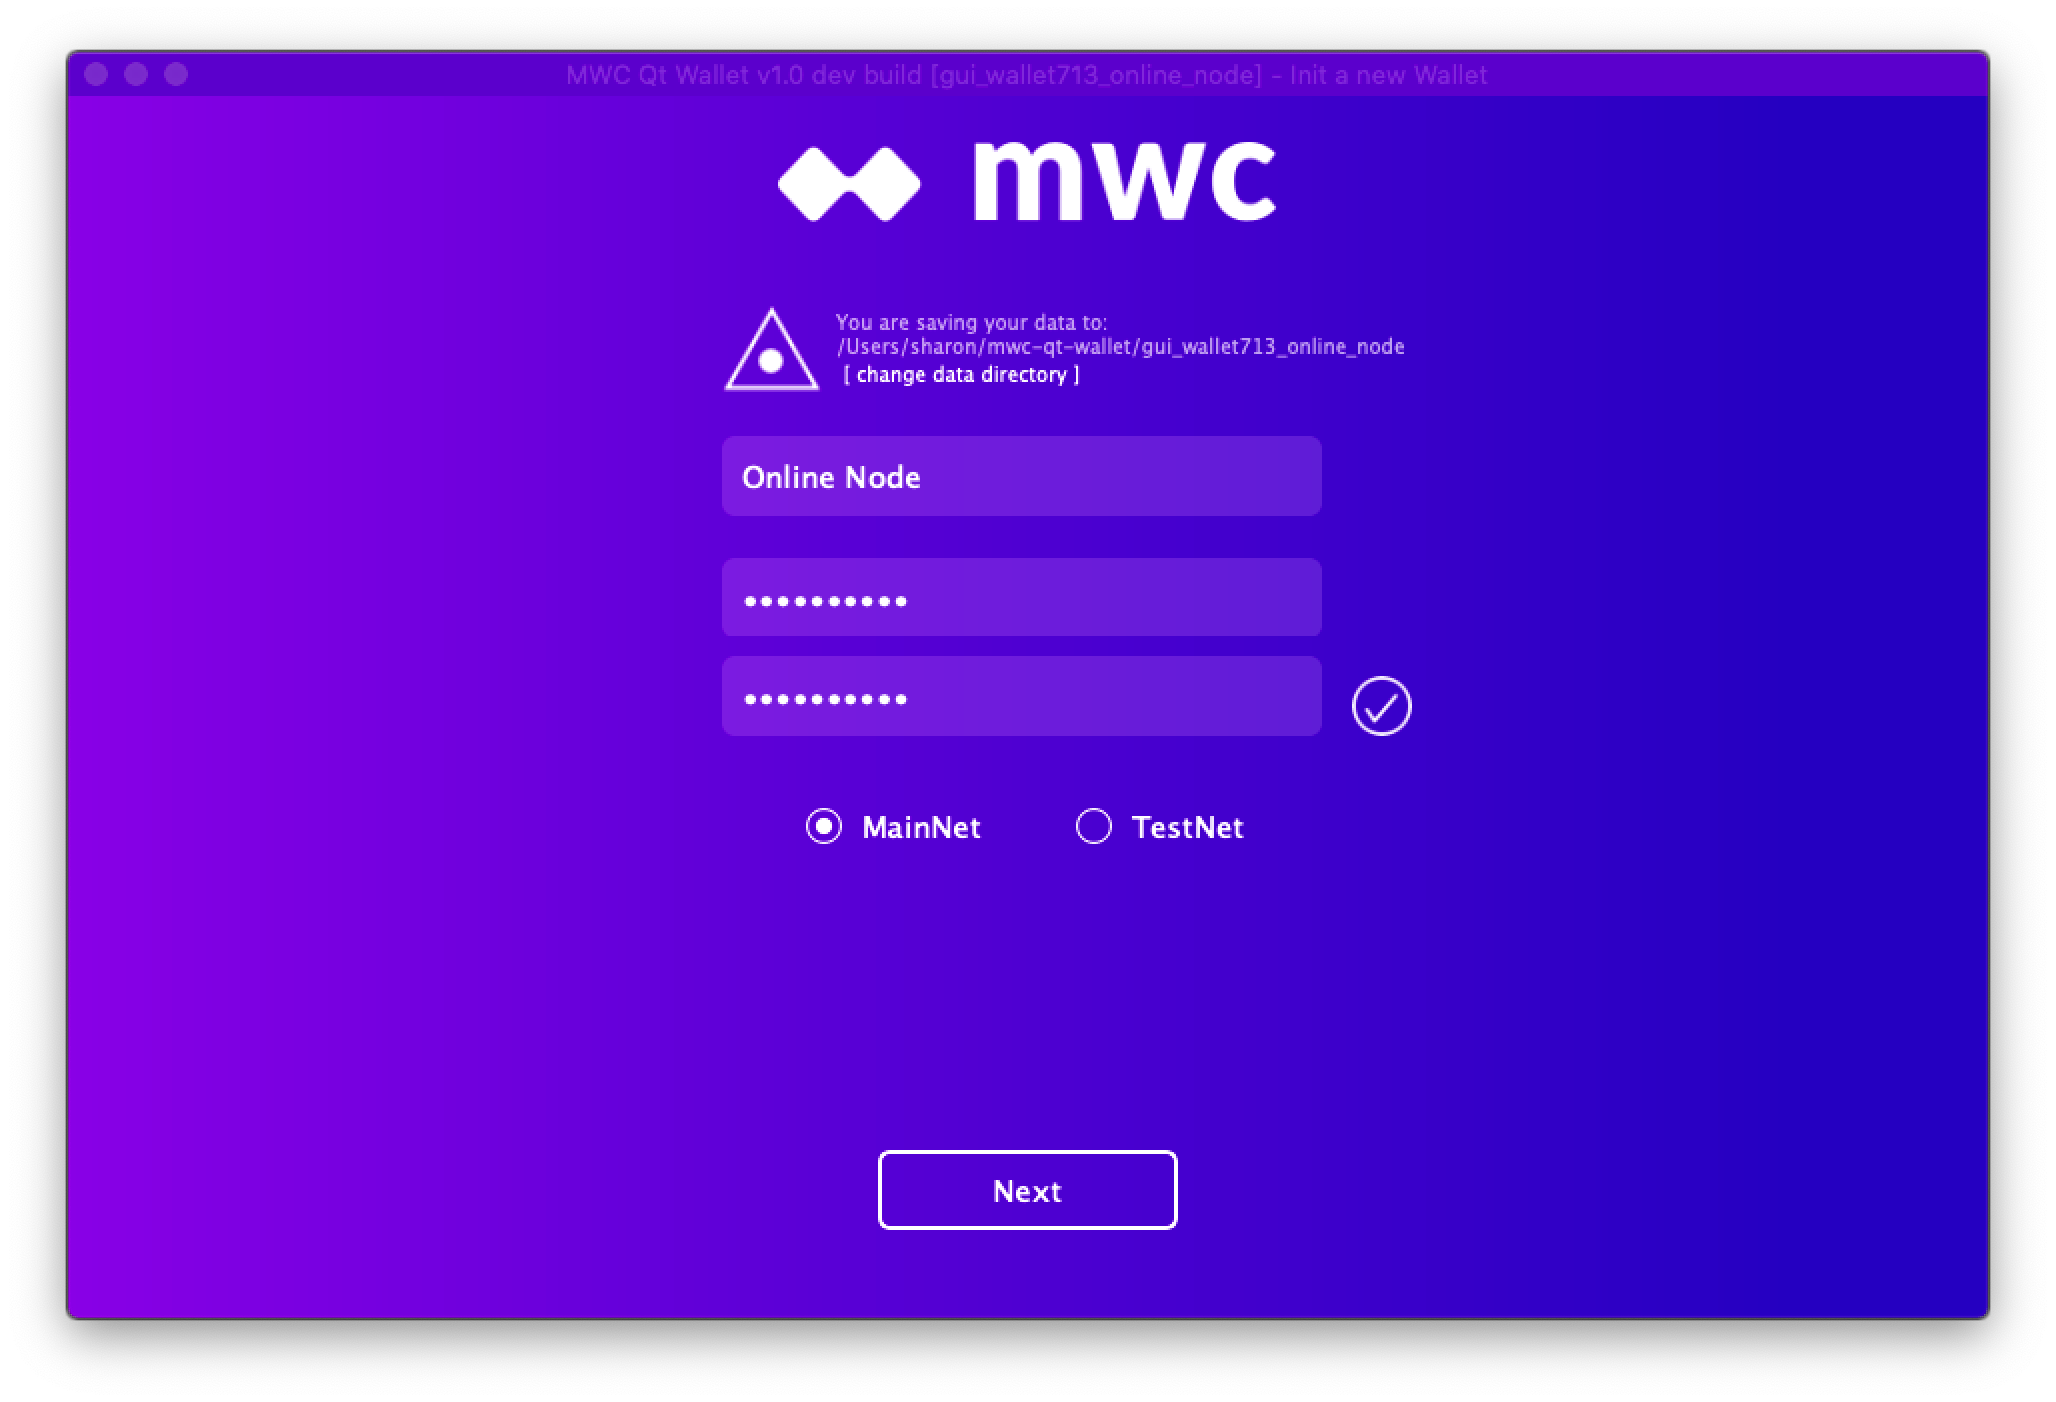 MWC Qt Wallet v1.0 dev build [gui_wallet713_online_node] - Init a new Wallet
mwc
You are saving your data to:
/Users/sharon/mwc-qt-wallet/gui_wallet713_online_node
[ change data directory ]
Online Node
••••••••••
••••••••••
MainNet
TestNet
Next